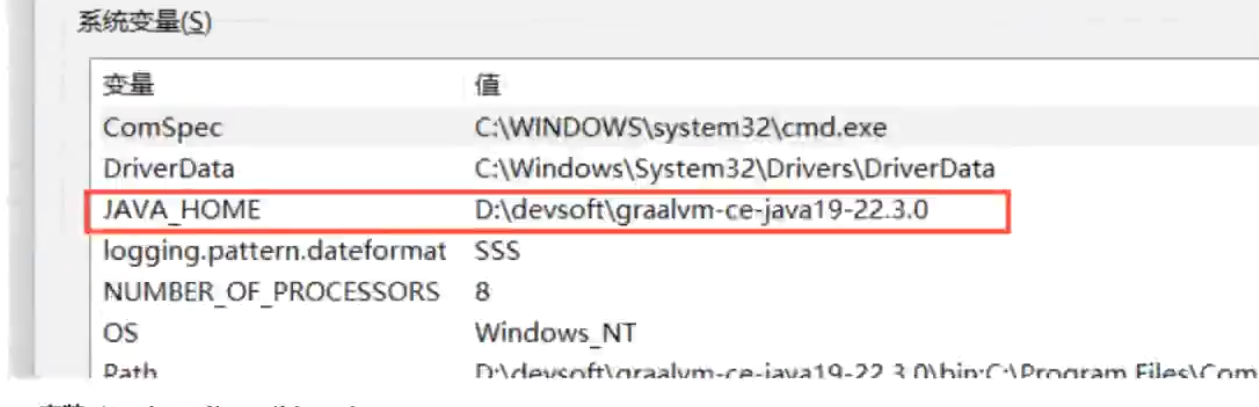 系统变量(S)
变量 值
ComSpec C:\WINDOWS\system32\cmd.exe
DriverData C:\Windows\System32\Drivers\DriverData
JAVA_HOME D:\devsoft\graalvm-ce-java19-22.3.0
logging.pattern.dateformat SSS
NUMBER_OF_PROCESSORS 8
OS Windows_NT
Path D:\devsoft\graalvm-ce-java19-22.3.0\bin;C:\Program Files\Com